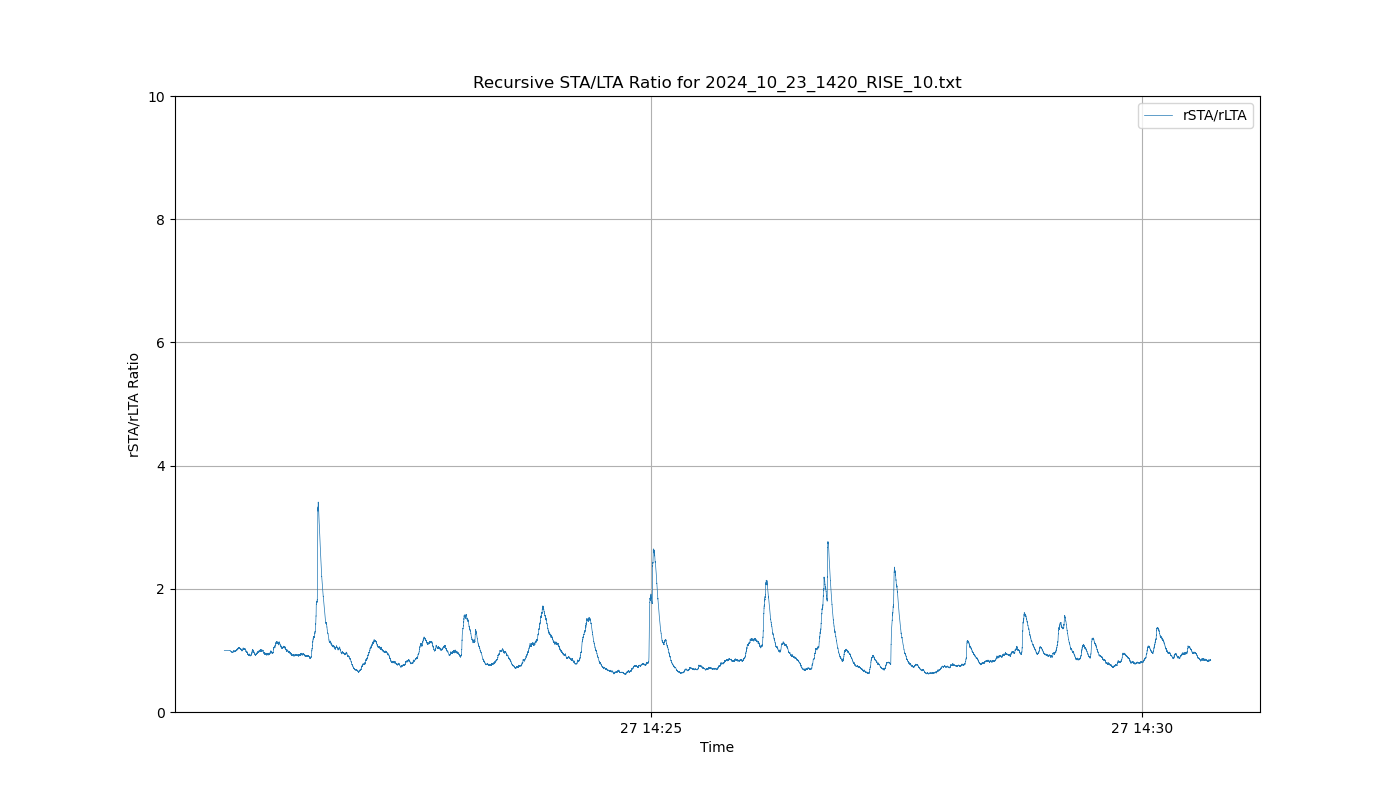 Recursive STA/LTA Ratio for 2024_10_23_1420_RISE_10.txt
10
rSTA/rLTA
8
6
rSTA/rLTA Ratio
4
2
0
27 14:25
27 14:30
Time